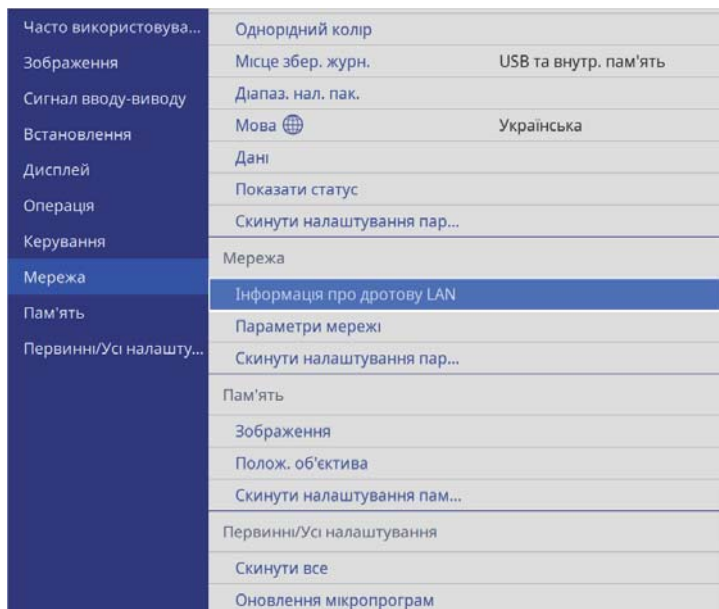 Часто використовува...
Зображення
Сигнал вводу-виводу
Встановлення
Дисплей
Операція
Керування
Мережа
Пам'ять
Первинні/Усі налашту...
Однорідний колір
Місце збер. журн. USB та внутр. пам'ять
Діапаз. нал. пак.
Мова Українська
Дані
Показати статус
Скинути налаштування пар...
Мережа
Інформація про дротову LAN
Параметри мережі
Скинути налаштування пар...
Пам'ять
Зображення
Полож. об'єктива
Скинути налаштування пам...
Первинні/Усі налаштування
Скинути все
Оновлення мікропрограм